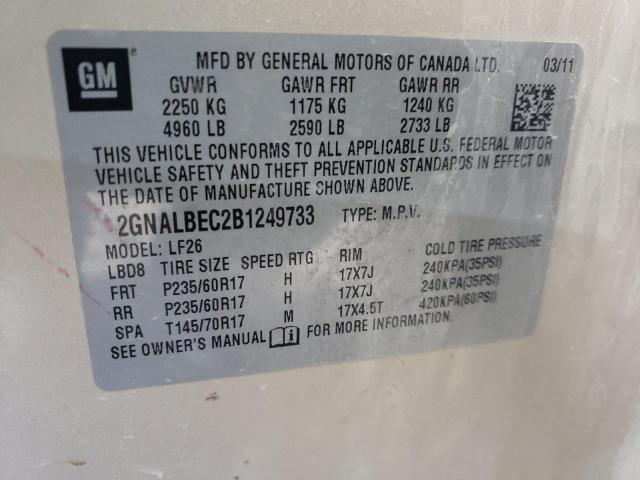 GM
MFD BY GENERAL MOTORS OF CANADA LTD. 03/11
GVWR GAWR FRT GAWR RR
2250 KG 1175 KG 1240 KG
4960 LB 2590 LB 2733 LB
THIS VEHICLE CONFORMS TO ALL APPLICABLE U.S. FEDERAL MOTOR
VEHICLE SAFETY AND THEFT PREVENTION STANDARDS IN EFFECT ON
THE DATE OF MANUFACTURE SHOWN ABOVE.
2GNALBEC2B1249733 TYPE: M.P.V.
MODEL: LF26
LBD8 TIRE SIZE SPEED RTG RIM COLD TIRE PRESSURE
FRT P235/60R17 H 17X7J 240KPA(35PSI)
RR P235/60R17 H 17X7J 240KPA(35PSI)
SPA T145/70R17 M 17X4.5T 420KPA(60PSI)
SEE OWNER'S MANUAL FOR MORE INFORMATION.